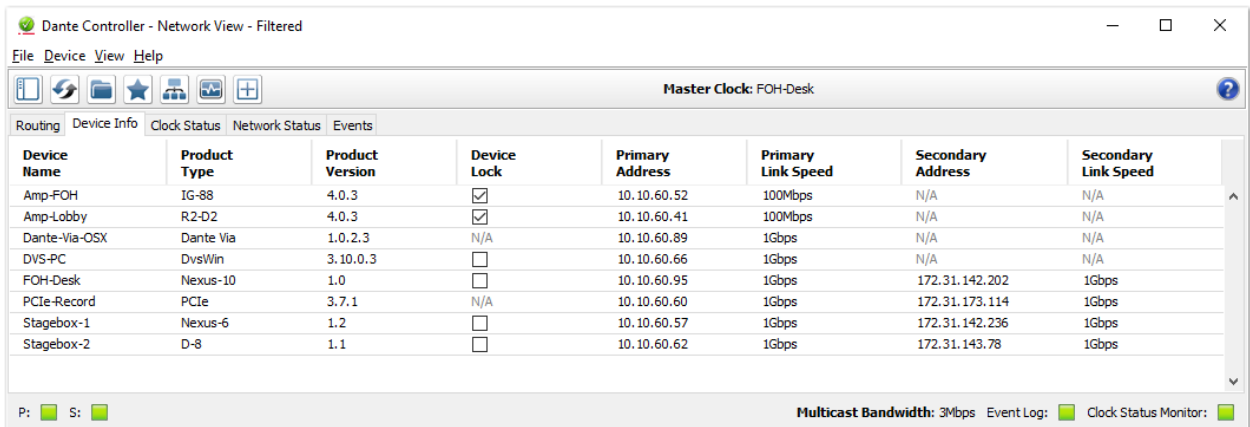 Dante Controller - Network View - Filtered
File Device View Help
Master Clock: FOH-Desk
?
Routing Device Info Clock Status Network Status Events
Device Name Product Type Product Version Device Lock Primary Address Primary Link Speed Secondary Address Secondary Link Speed
Amp-FOH IG-88 4.0.3 10.10.60.52 100Mbps N/A N/A
Amp-Lobby R2-D2 4.0.3 10.10.60.41 100Mbps N/A N/A
Dante-Via-OSX Dante Via 1.0.2.3 N/A 10.10.60.89 1Gbps N/A N/A
DVS-PC DvsWin 3.10.0.3 10.10.60.66 1Gbps N/A N/A
FOH-Desk Nexus-10 1.0 10.10.60.95 1Gbps 172.31.142.202 1Gbps
PCIe-Record PCIe 3.7.1 N/A 10.10.60.60 1Gbps 172.31.173.114 1Gbps
Stagebox-1 Nexus-6 1.2 10.10.60.57 1Gbps 172.31.142.236 1Gbps
Stagebox-2 D-8 1.1 10.10.60.62 1Gbps 172.31.143.78 1Gbps
P: S: Multicast Bandwidth: 3Mbps Event Log: Clock Status Monitor: